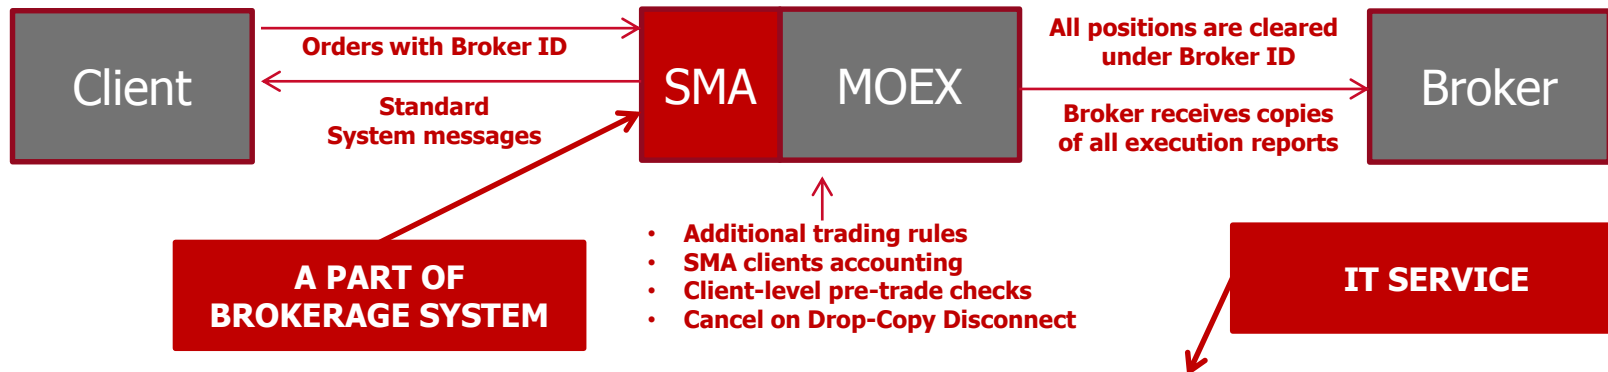 Client
Orders with Broker ID
Standard
System messages
SMA
MOEX
All positions are cleared
under Broker ID
Broker receives copies
of all execution reports
Broker
A PART OF
BROKERAGE SYSTEM
• Additional trading rules
• SMA clients accounting
• Client-level pre-trade checks
• Cancel on Drop-Copy Disconnect
IT SERVICE